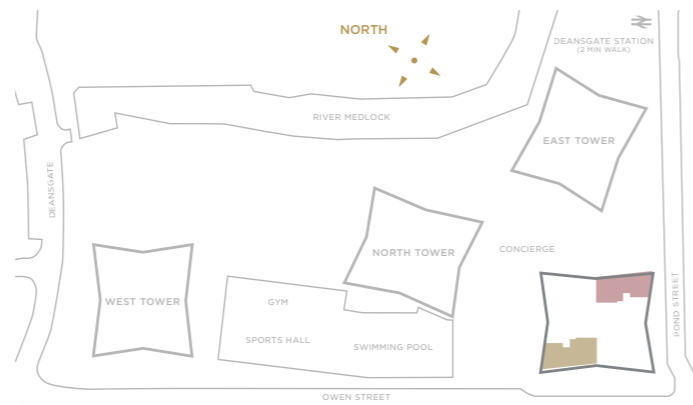 NORTH
DEANSGATE STATION
(2 MIN WALK)
RIVER MEDLOCK
EAST TOWER
DEANSGATE
NORTH TOWER
CONCIERGE
WEST TOWER
GYM
SPORTS HALL
SWIMMING POOL
POND STREET
OWEN STREET